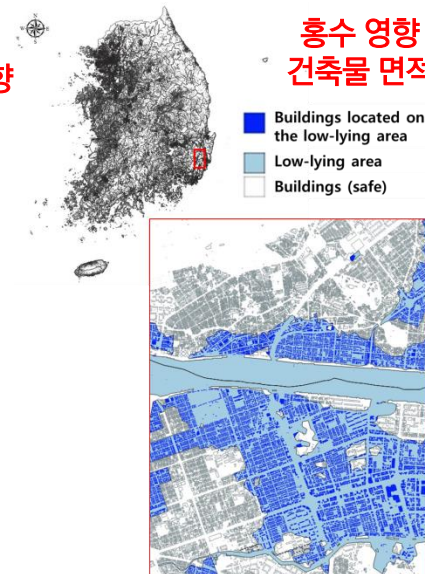 홍수 영향
건축물 면적
향
Buildings located on
the low-lying area
Low-lying area
Buildings (safe)